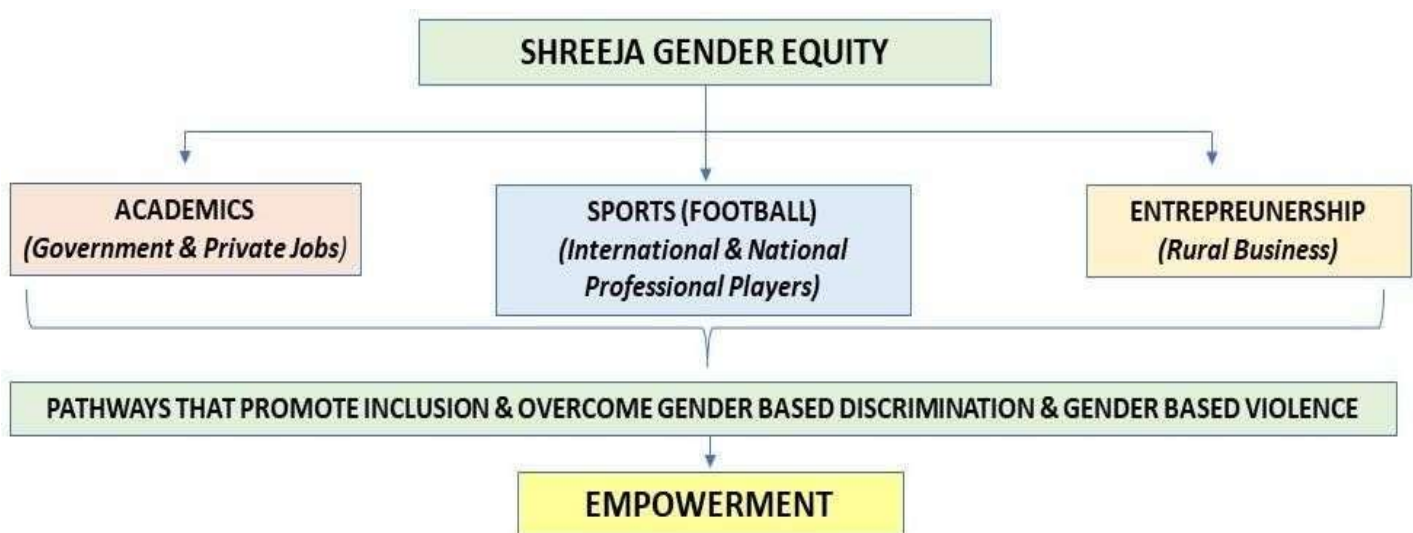 SHREEJA GENDER EQUITY
ACADEMICS
(Government & Private Jobs)
SPORTS (FOOTBALL)
(International & National
Professional Players)
ENTREPREUNERSHIP
(Rural Business)
PATHWAYS THAT PROMOTE INCLUSION & OVERCOME GENDER BASED DISCRIMINATION & GENDER BASED VIOLENCE
EMPOWERMENT